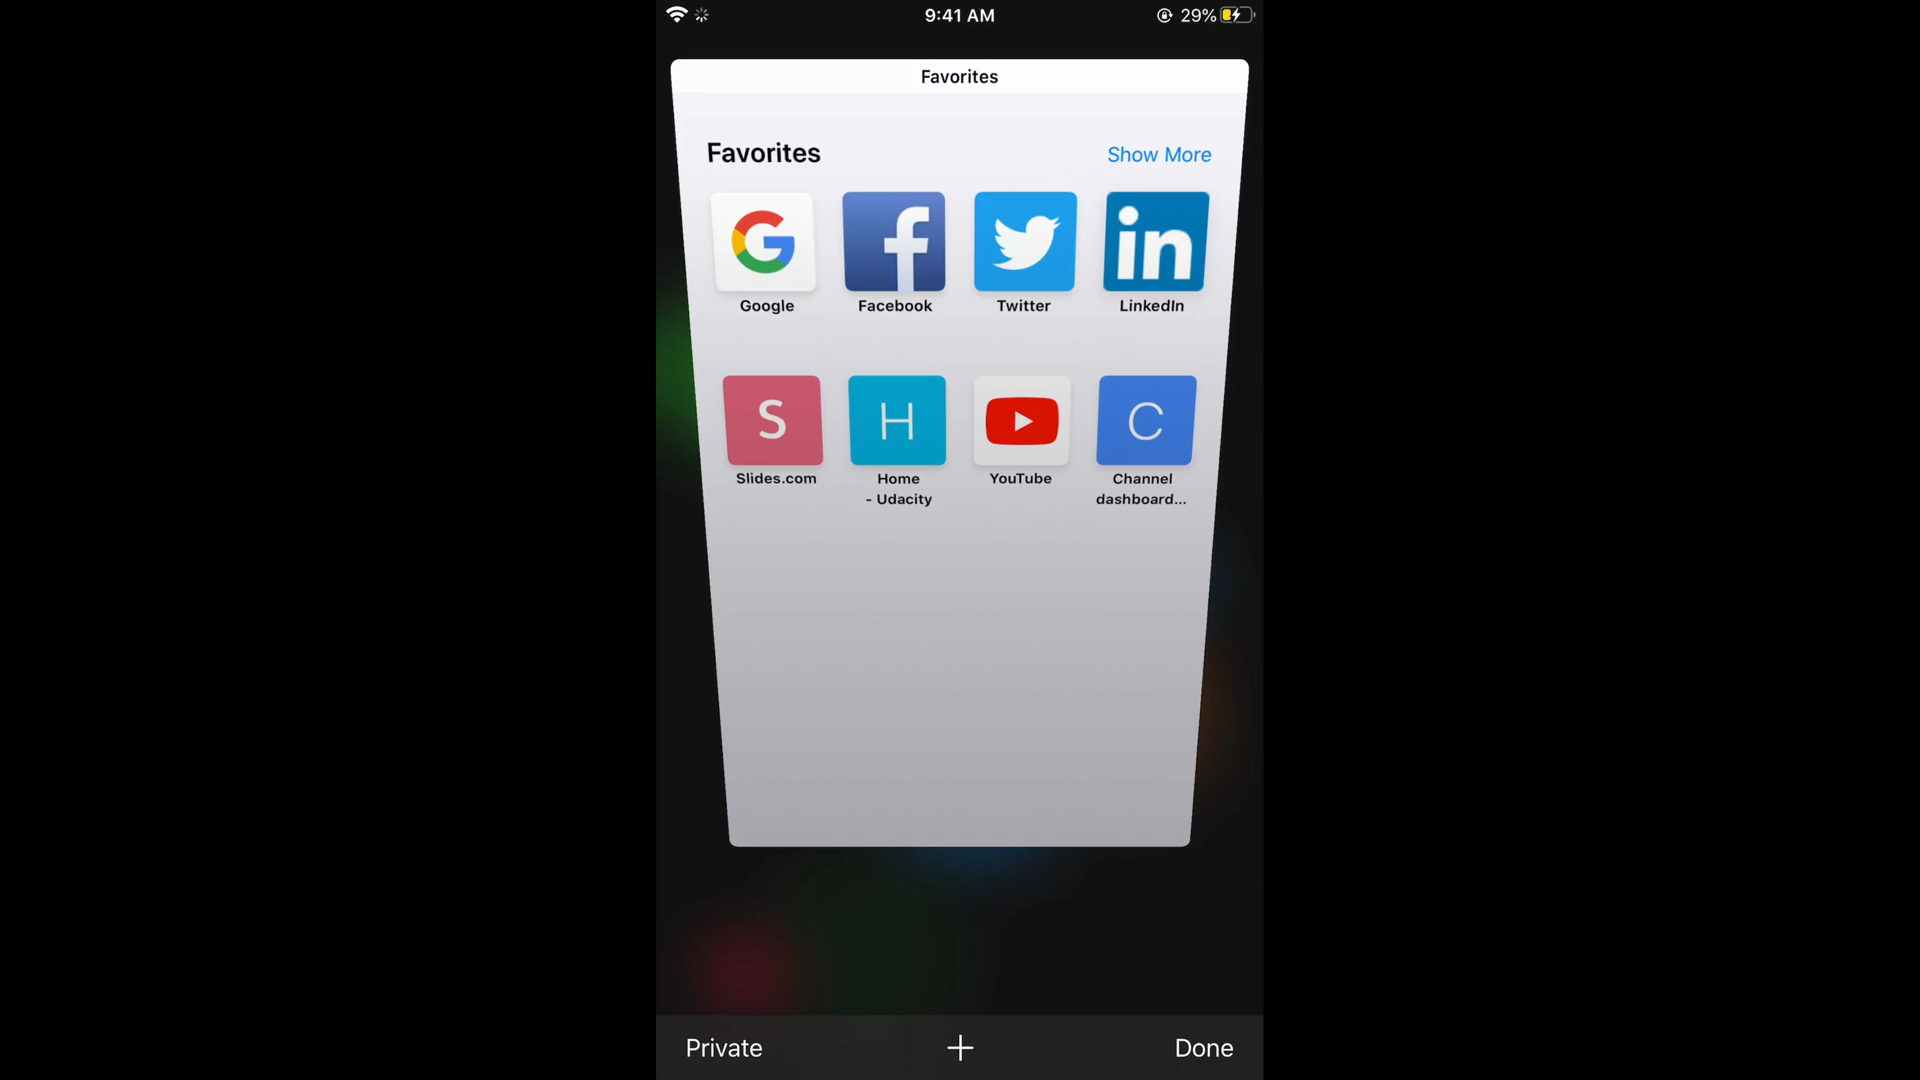 9:41 AM
29%
Favorites
Favorites
Show More
G
f
in
Google
Facebook
Twitter
LinkedIn
S
H
C
Slides.com
Home
- Udacity
YouTube
Channel
dashboard...
Private
+
Done